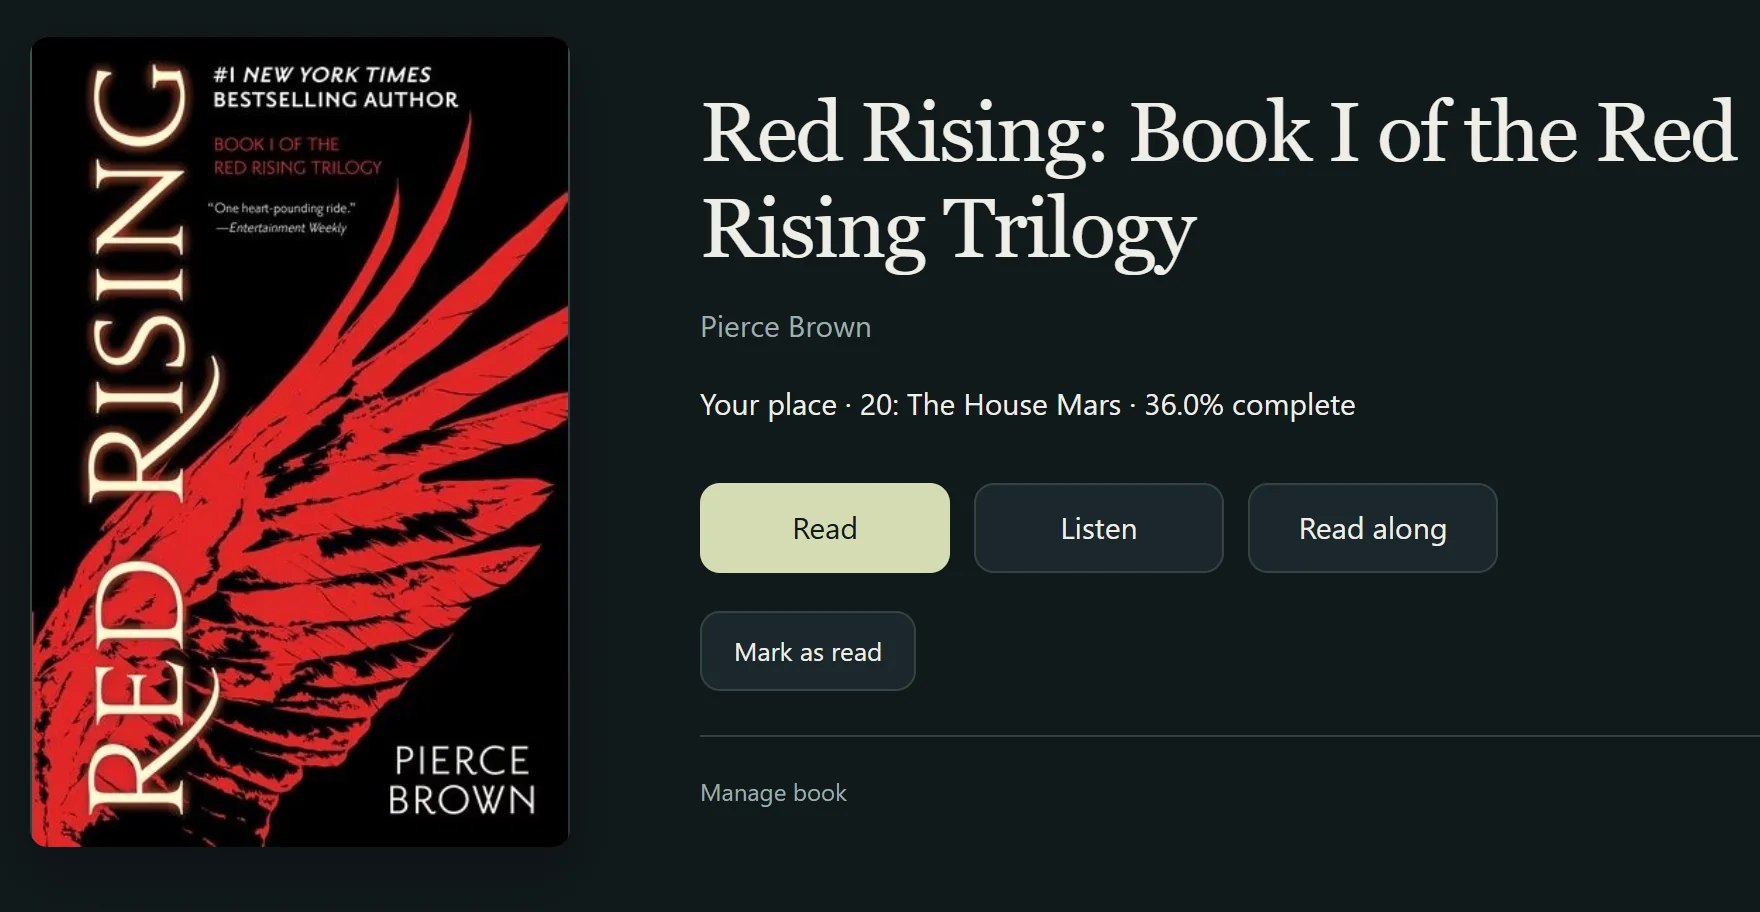 RED RISING
#1 NEW YORK TIMES
BESTSELLING AUTHOR
BOOK I OF THE
RED RISING TRILOGY
“One heart-pounding ride.”
—Entertainment Weekly
PIERCE
BROWN
Red Rising: Book I of the Red
Rising Trilogy
Pierce Brown
Your place · 20: The House Mars · 36.0% complete
Read
Listen
Read along
Mark as read
Manage book